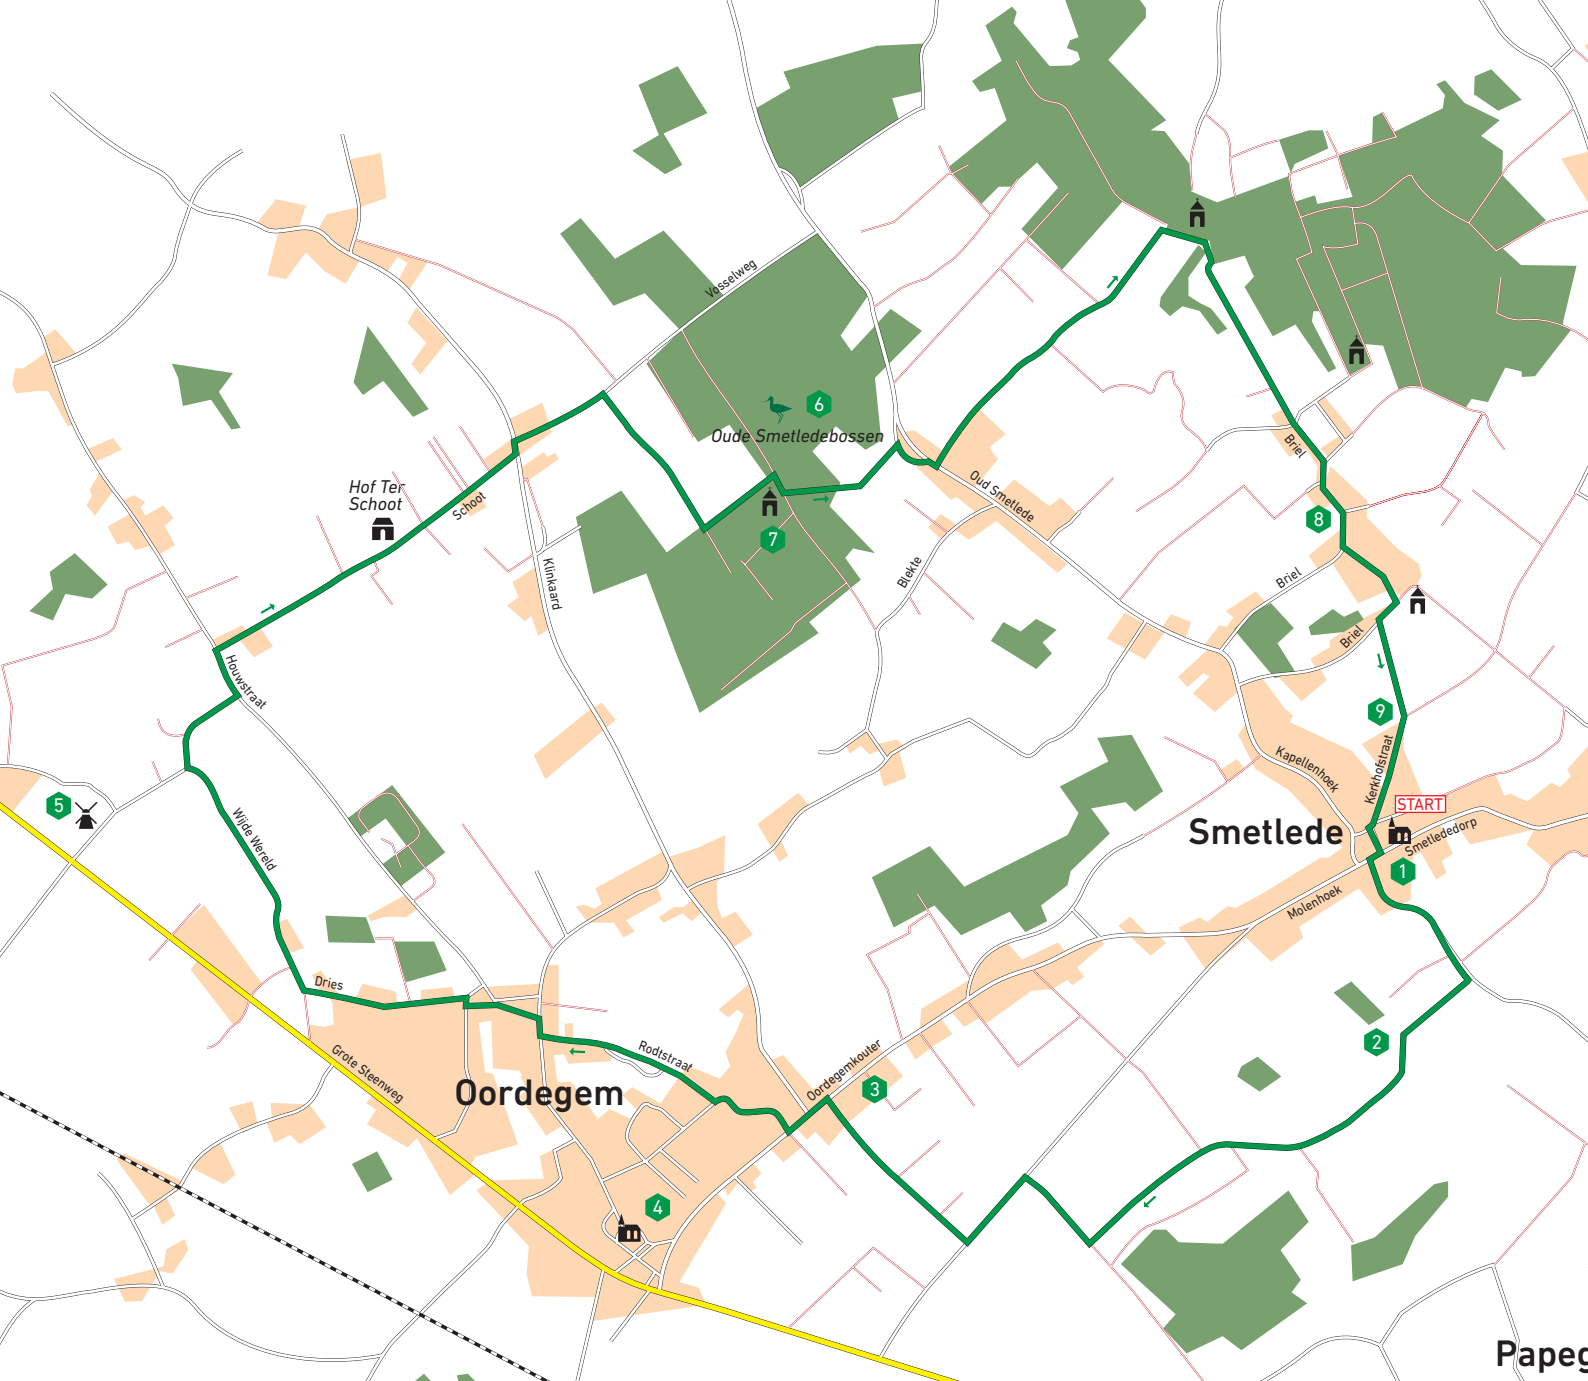 Vosselweg
6
Oude Smetledebossen
Hof Ter
Schoot
Schoot
7
Oud Smetlede
Briel
8
Klinkaard
Blekte
Briel
Briel
Houwstraat
9
Kapellenhoek
Kerkhofstraat
START
5
Wijde Wereld
Smetlede
Smetlededorp
1
Molenhoek
Dries
2
Grote Steenweg
Rodtstraat
Oordegemkouter
3
Oordegem
4
Papeg